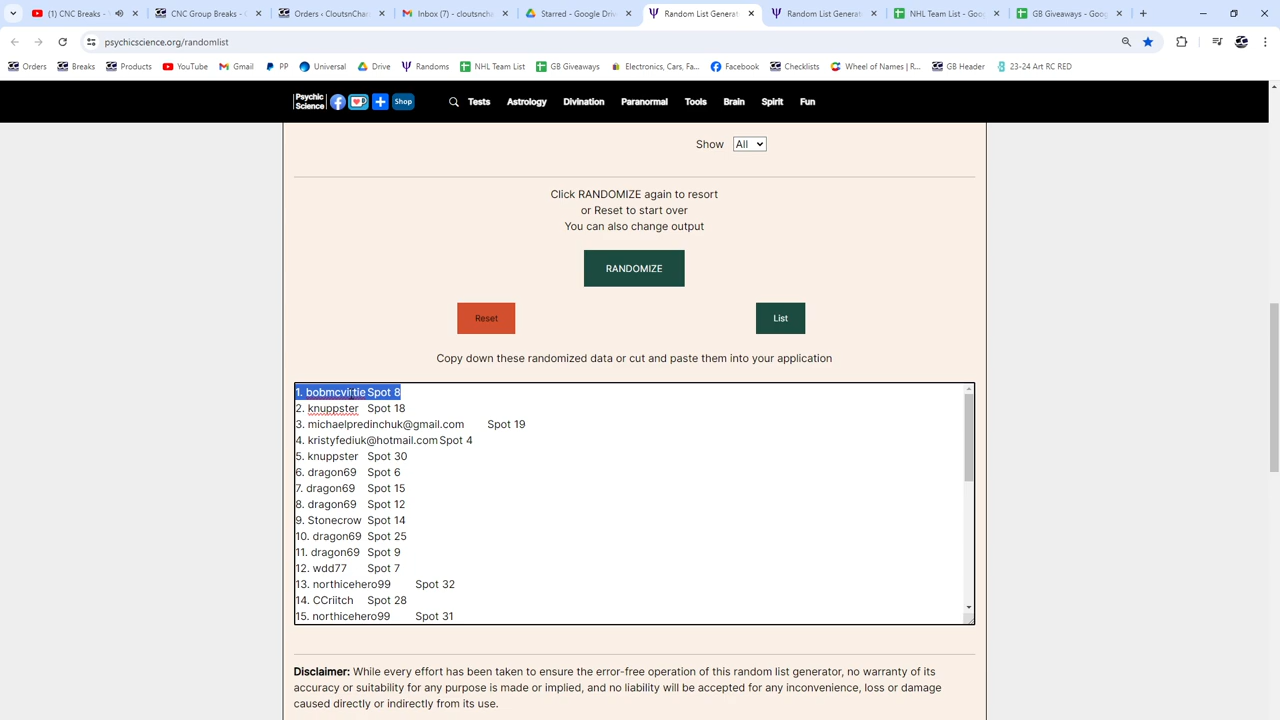 (1) CNC Breaks -
CNC Group Breaks -
Orders < CloutsnChar
Inbox (7) - cloutsnch
Starred - Google Driv
Random List Generat
Random List Generat
NHL Team List - Goo
GB Giveaways - Goog
psychicscience.org/randomlist
Orders
Breaks
Products
YouTube
Gmail
PP
Universal
Drive
Randoms
NHL Team List
GB Giveaways
Electronics, Cars, Fa...
Facebook
Checklists
Wheel of Names | R...
GB Header
23-24 Art RC RED
Psychic Science
Shop
Tests
Astrology
Divination
Paranormal
Tools
Brain
Spirit
Fun
Show All
Click RANDOMIZE again to resort
or Reset to start over
You can also change output
RANDOMIZE
Reset
List
Copy down these randomized data or cut and paste them into your application
1. bobmcvittie Spot 8
2. knuppster Spot 18
3. michaelpredinchuk@gmail.com Spot 19
4. kristyfediuk@hotmail.com Spot 4
5. knuppster Spot 30
6. dragon69 Spot 6
7. dragon69 Spot 15
8. dragon69 Spot 12
9. Stonecrow Spot 14
10. dragon69 Spot 25
11. dragon69 Spot 9
12. wdd77 Spot 7
13. northicehero99 Spot 32
14. CCriitch Spot 28
15. northicehero99 Spot 31
Disclaimer: While every effort has been taken to ensure the error-free operation of this random list generator, no warranty of its
accuracy or suitability for any purpose is made or implied, and no liability will be accepted for any inconvenience, loss or damage
caused directly or indirectly from its use.